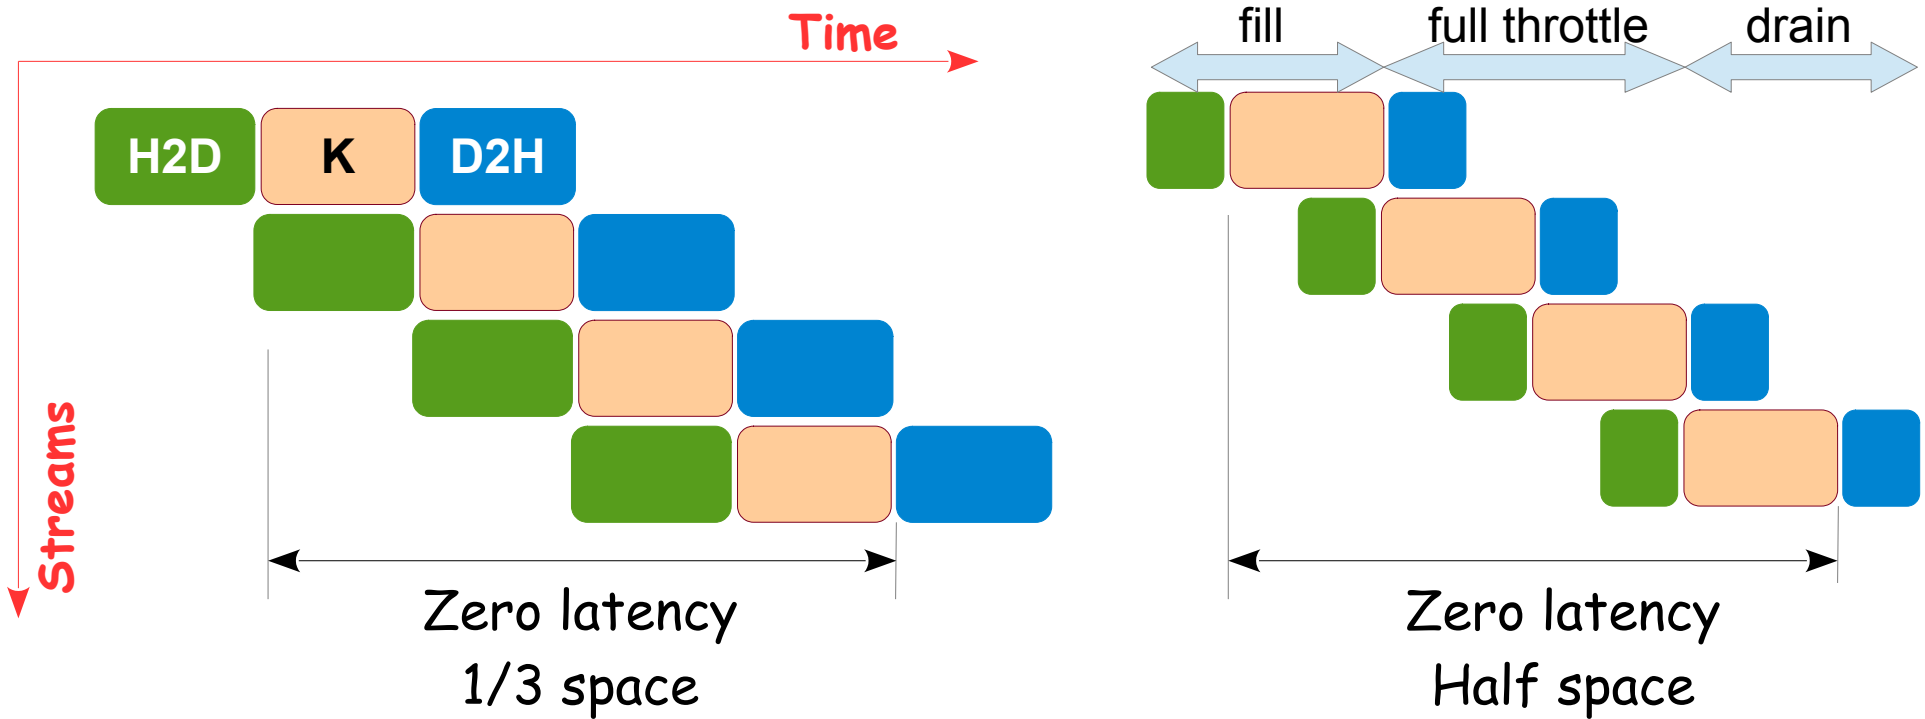 Time
fill
full throttle
drain
H2D
K
D2H
Streams
Zero latency
1/3 space
Zero latency
Half space